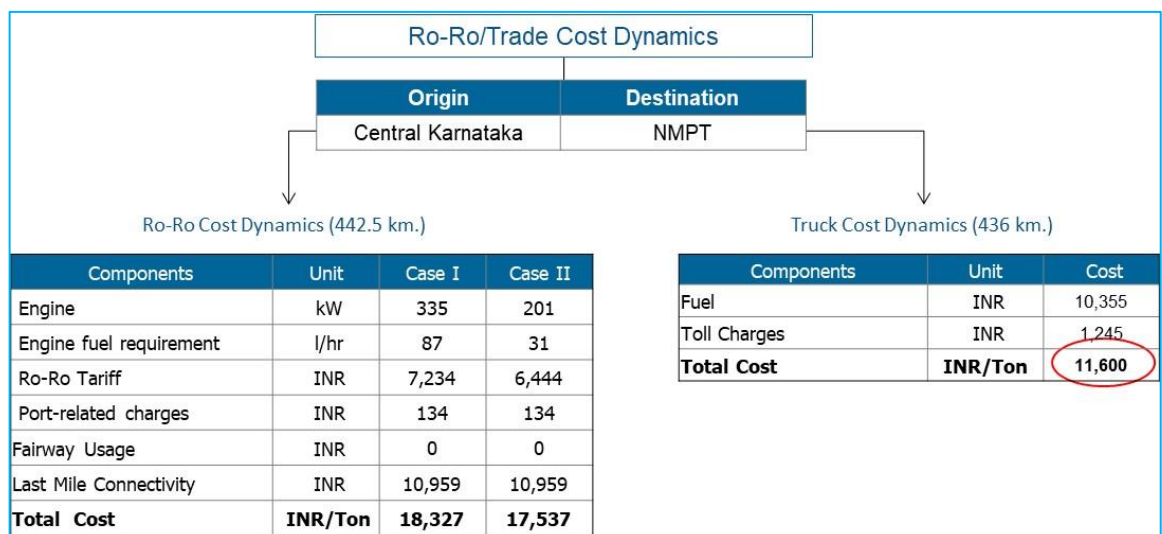 Ro-Ro/Trade Cost Dynamics
Origin Destination
Central Karnataka NMPT
Ro-Ro Cost Dynamics (442.5 km.)
Components Unit Case I Case II
Engine kW 335 201
Engine fuel requirement l/hr 87 31
Ro-Ro Tariff INR 7,234 6,444
Port-related charges INR 134 134
Fairway Usage INR 0 0
Last Mile Connectivity INR 10,959 10,959
Total Cost INR/Ton 18,327 17,537
Truck Cost Dynamics (436 km.)
Components Unit Cost
Fuel INR 10,355
Toll Charges INR 1,245
Total Cost INR/Ton 11,600